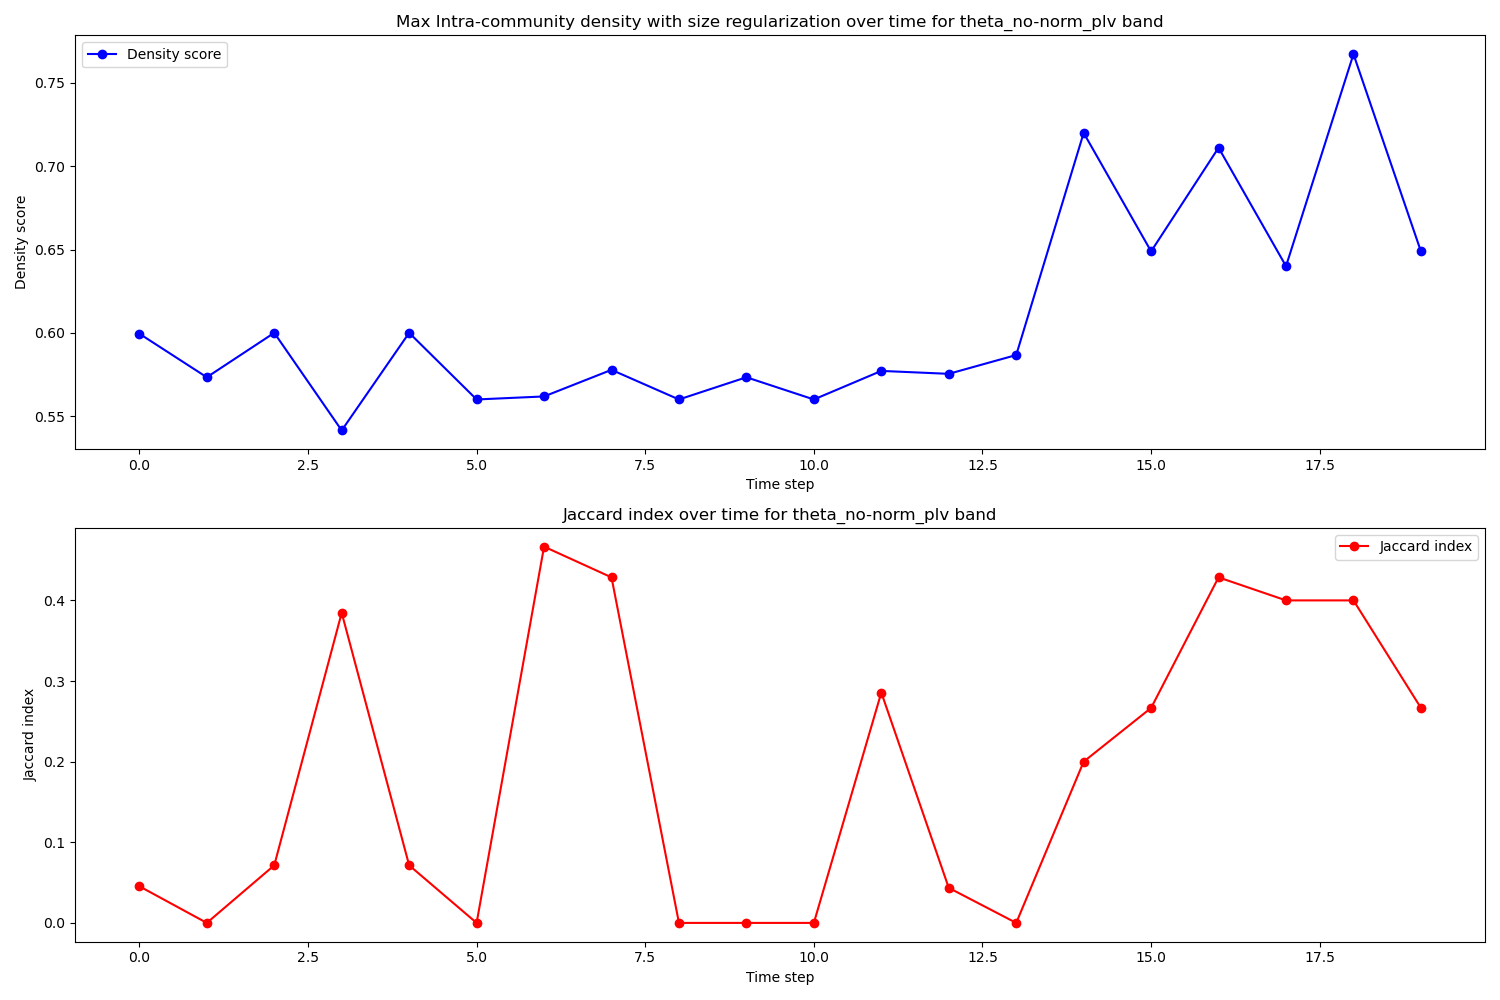 Max Intra-community density with size regularization over time for theta_no-norm_plv band
Density score
0.75
0.70
0.65
0.60
0.55
Density score
0.0 2.5 5.0 7.5 10.0 12.5 15.0 17.5
Time step
Jaccard index over time for theta_no-norm_plv band
Jaccard index
0.4
0.3
0.2
0.1
0.0
Jaccard index
0.0 2.5 5.0 7.5 10.0 12.5 15.0 17.5
Time step